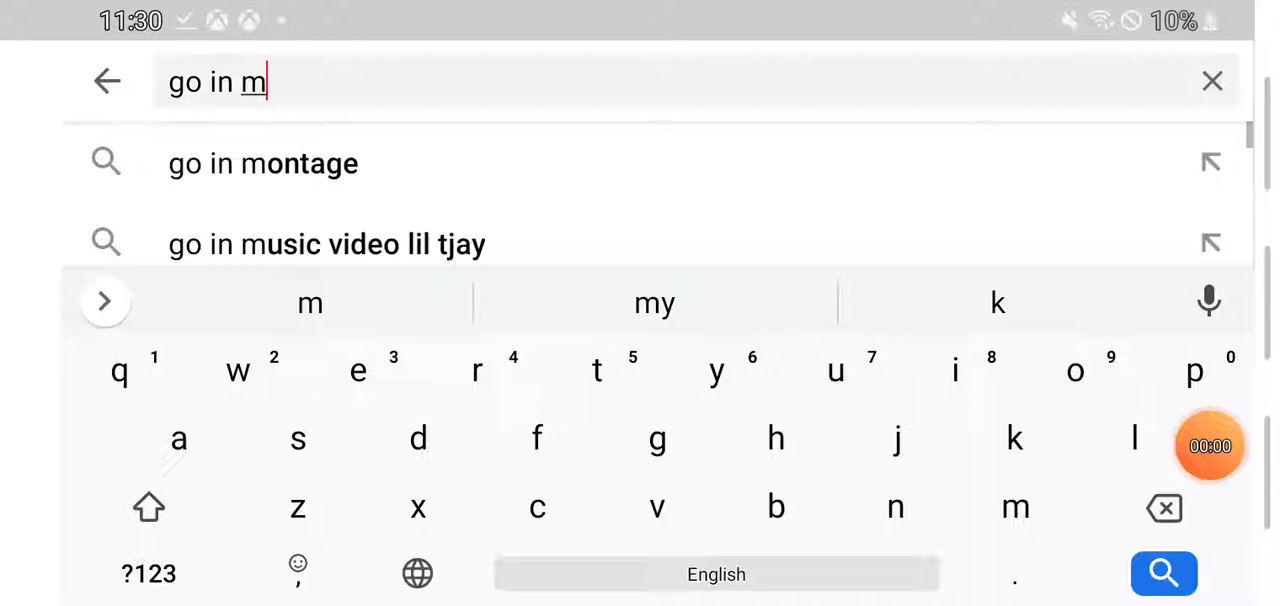 11:30 10%
go in m
go in montage
go in music video lil tjay
m my k
q 1 w 2 e 3 r 4 t 5 y 6 u 7 i 8 o 9 p 0
a s d f g h j k l 00:00
z x c v b n m
?123 , English .